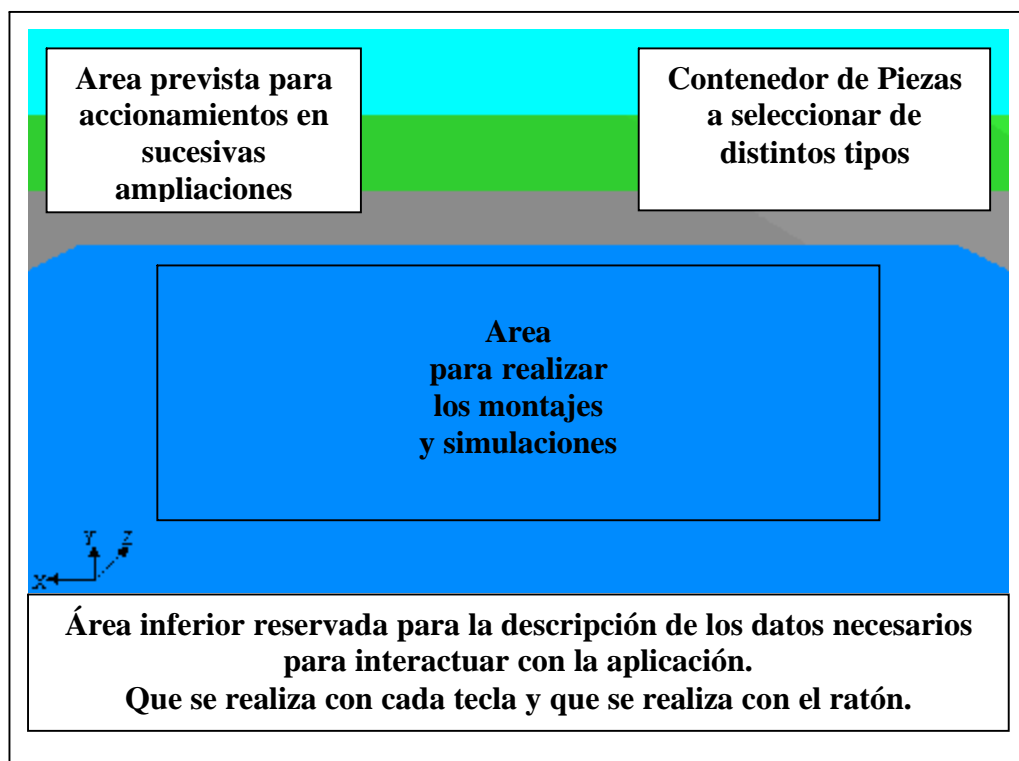 Area prevista para
accionamientos en
sucesivas
ampliaciones
Contenedor de Piezas
a seleccionar de
distintos tipos
Area
para realizar
los montajes
y simulaciones
Y Z
X
Área inferior reservada para la descripción de los datos necesarios
para interactuar con la aplicación.
Que se realiza con cada tecla y que se realiza con el ratón.